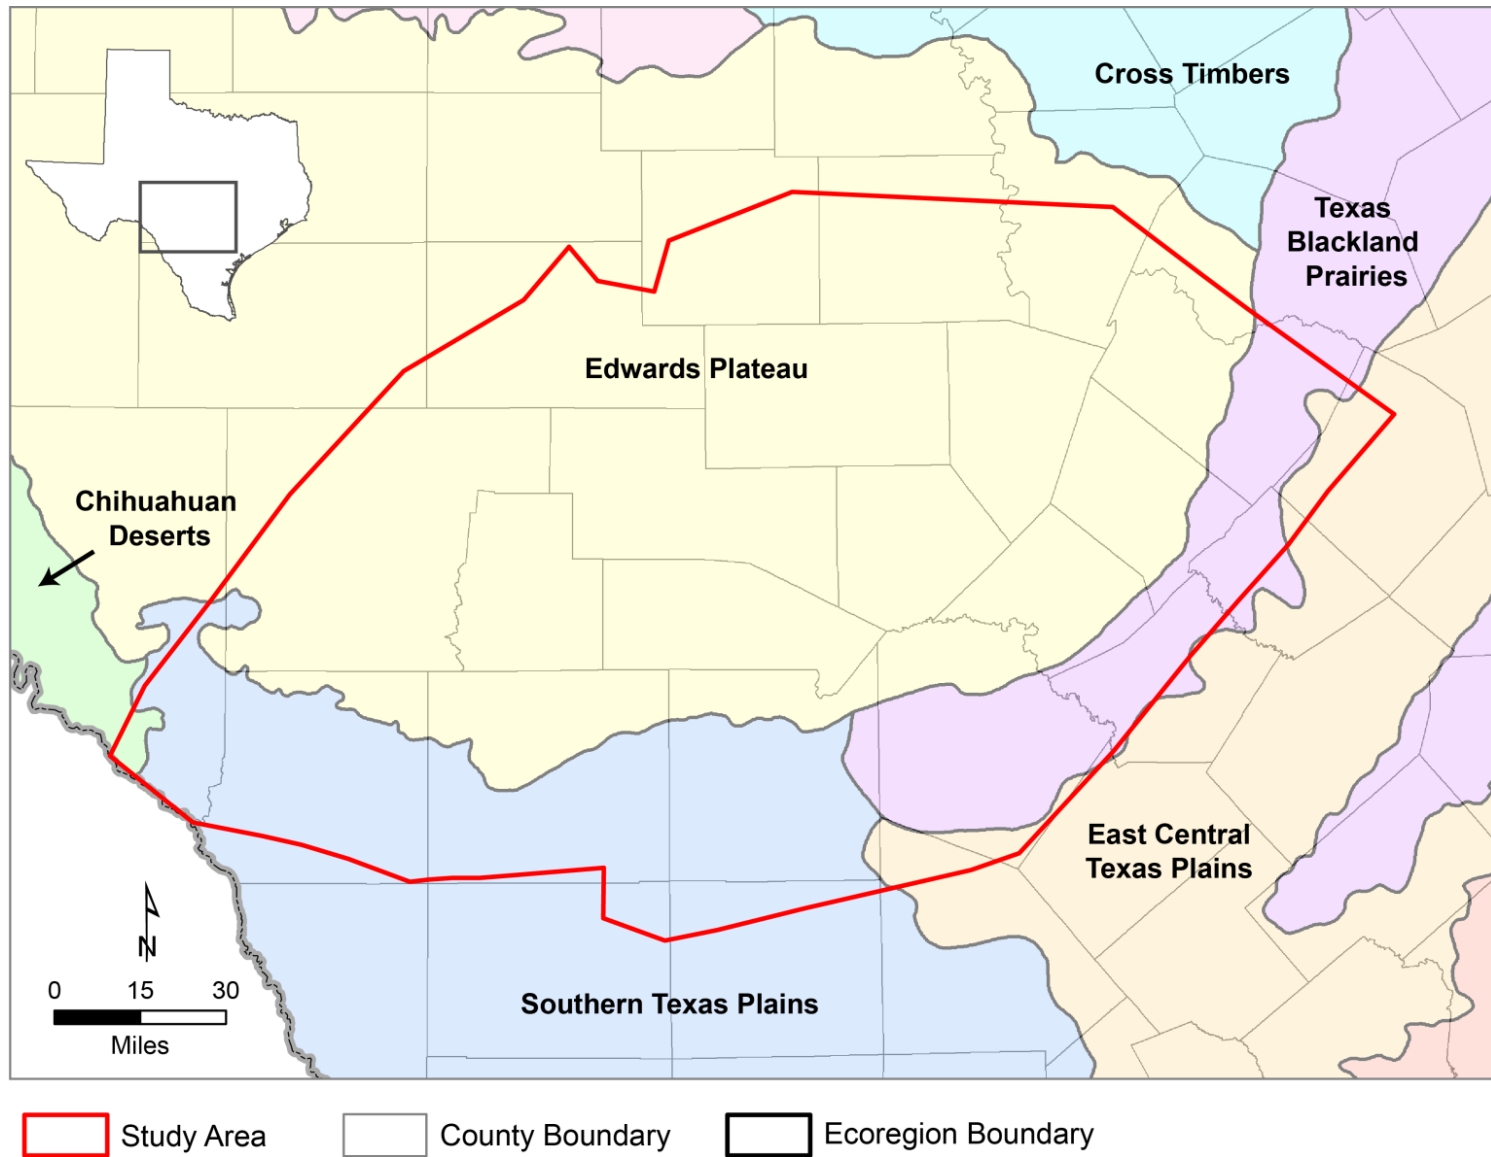 Cross Timbers
Texas
Blackland
Prairies
Edwards Plateau
Chihuahuan
Deserts
East Central
Texas Plains
N
0 15 30
Miles
Southern Texas Plains
Study Area
County Boundary
Ecoregion Boundary